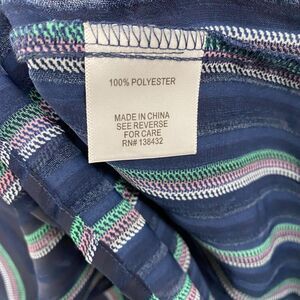 100% POLYESTER
MADE IN CHINA
SEE REVERSE
FOR CARE
RN# 138432